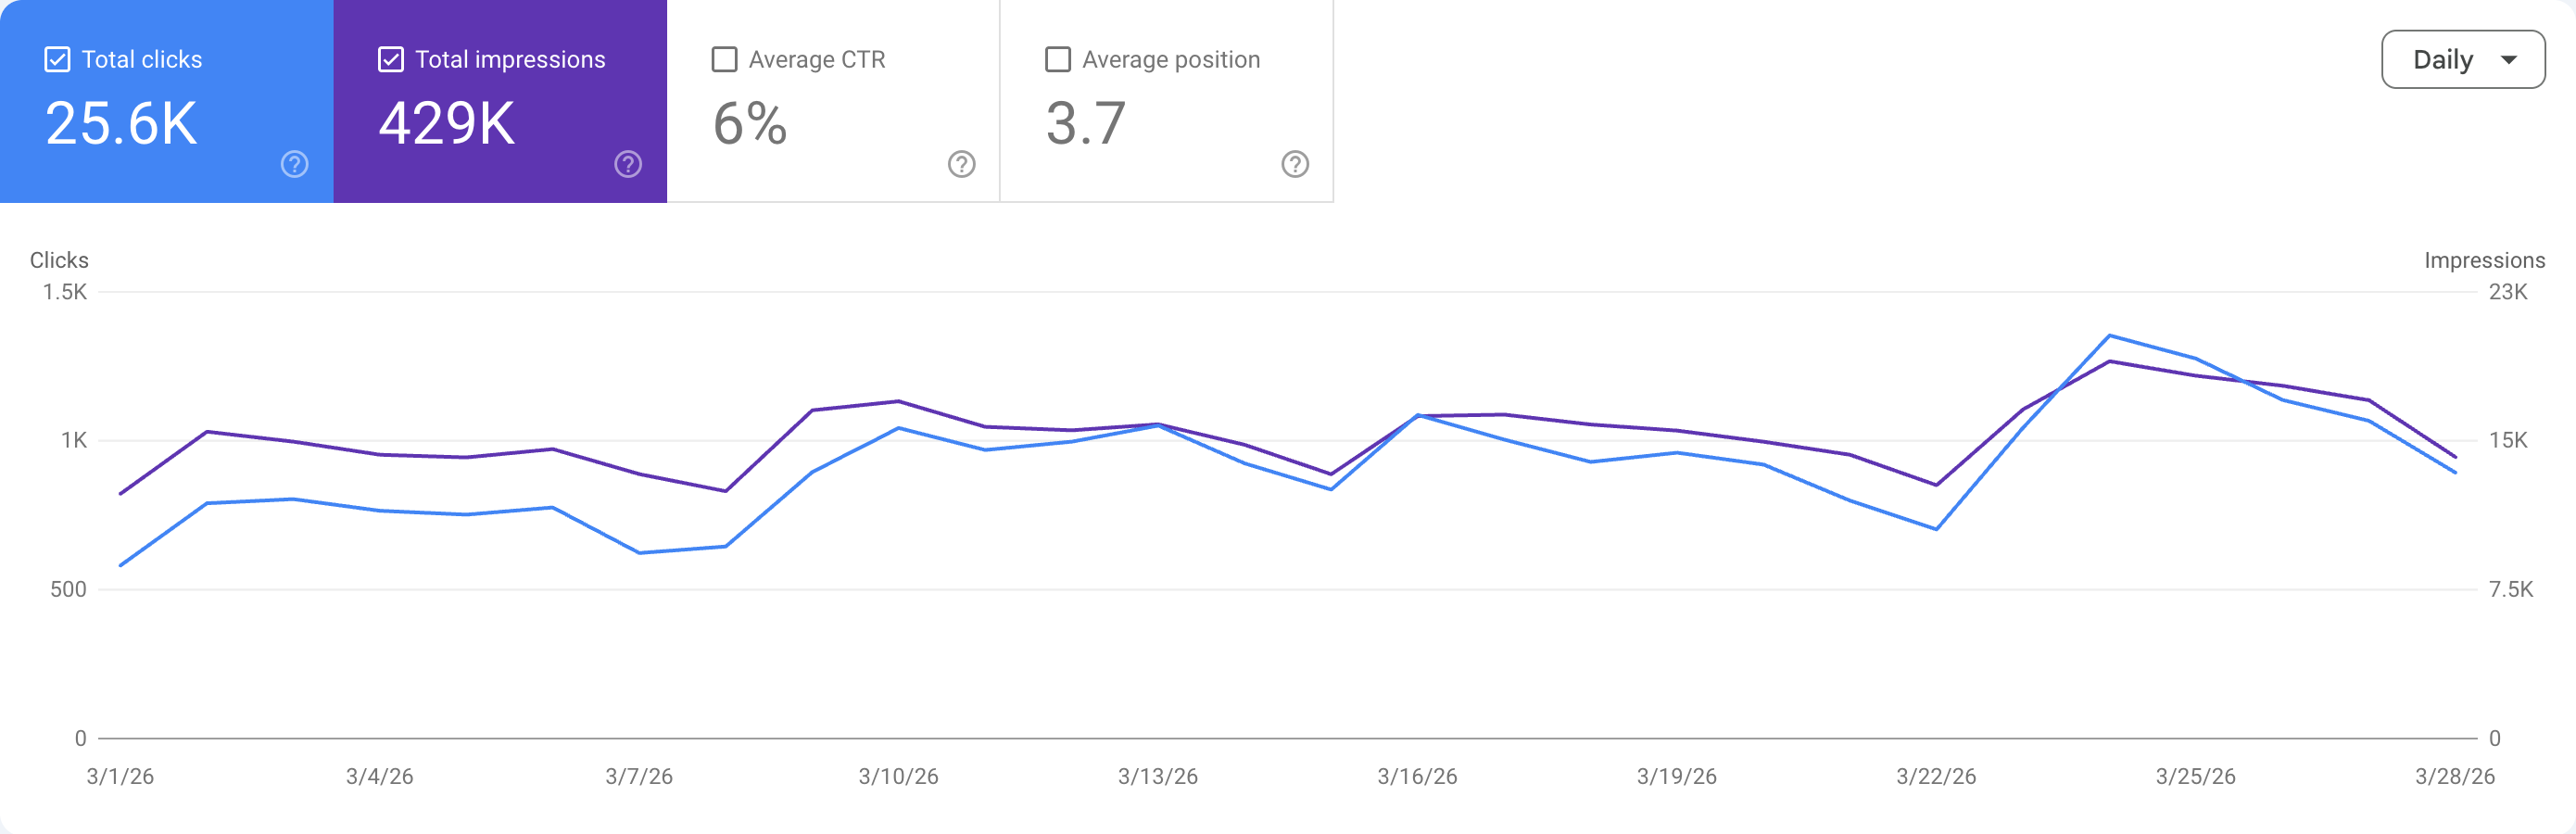 Total clicks
25.6K
Total impressions
429K
Average CTR
6%
Average position
3.7
Daily
Clicks
Impressions
1.5K
23K
1K
15K
500
7.5K
0
0
3/1/26 3/4/26 3/7/26 3/10/26 3/13/26 3/16/26 3/19/26 3/22/26 3/25/26 3/28/26